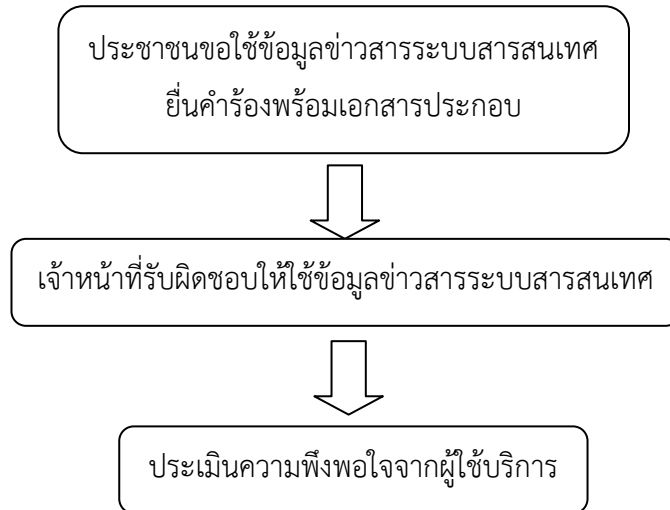 ประชาชนขอใช้ข้อมูลข่าวสารระบบสารสนเทศ
ยื่นคำร้องพร้อมเอกสารประกอบ
เจ้าหน้าที่รับผิดชอบให้ใช้ข้อมูลข่าวสารระบบสารสนเทศ
ประเมินความพึงพอใจจากผู้ใช้บริการ